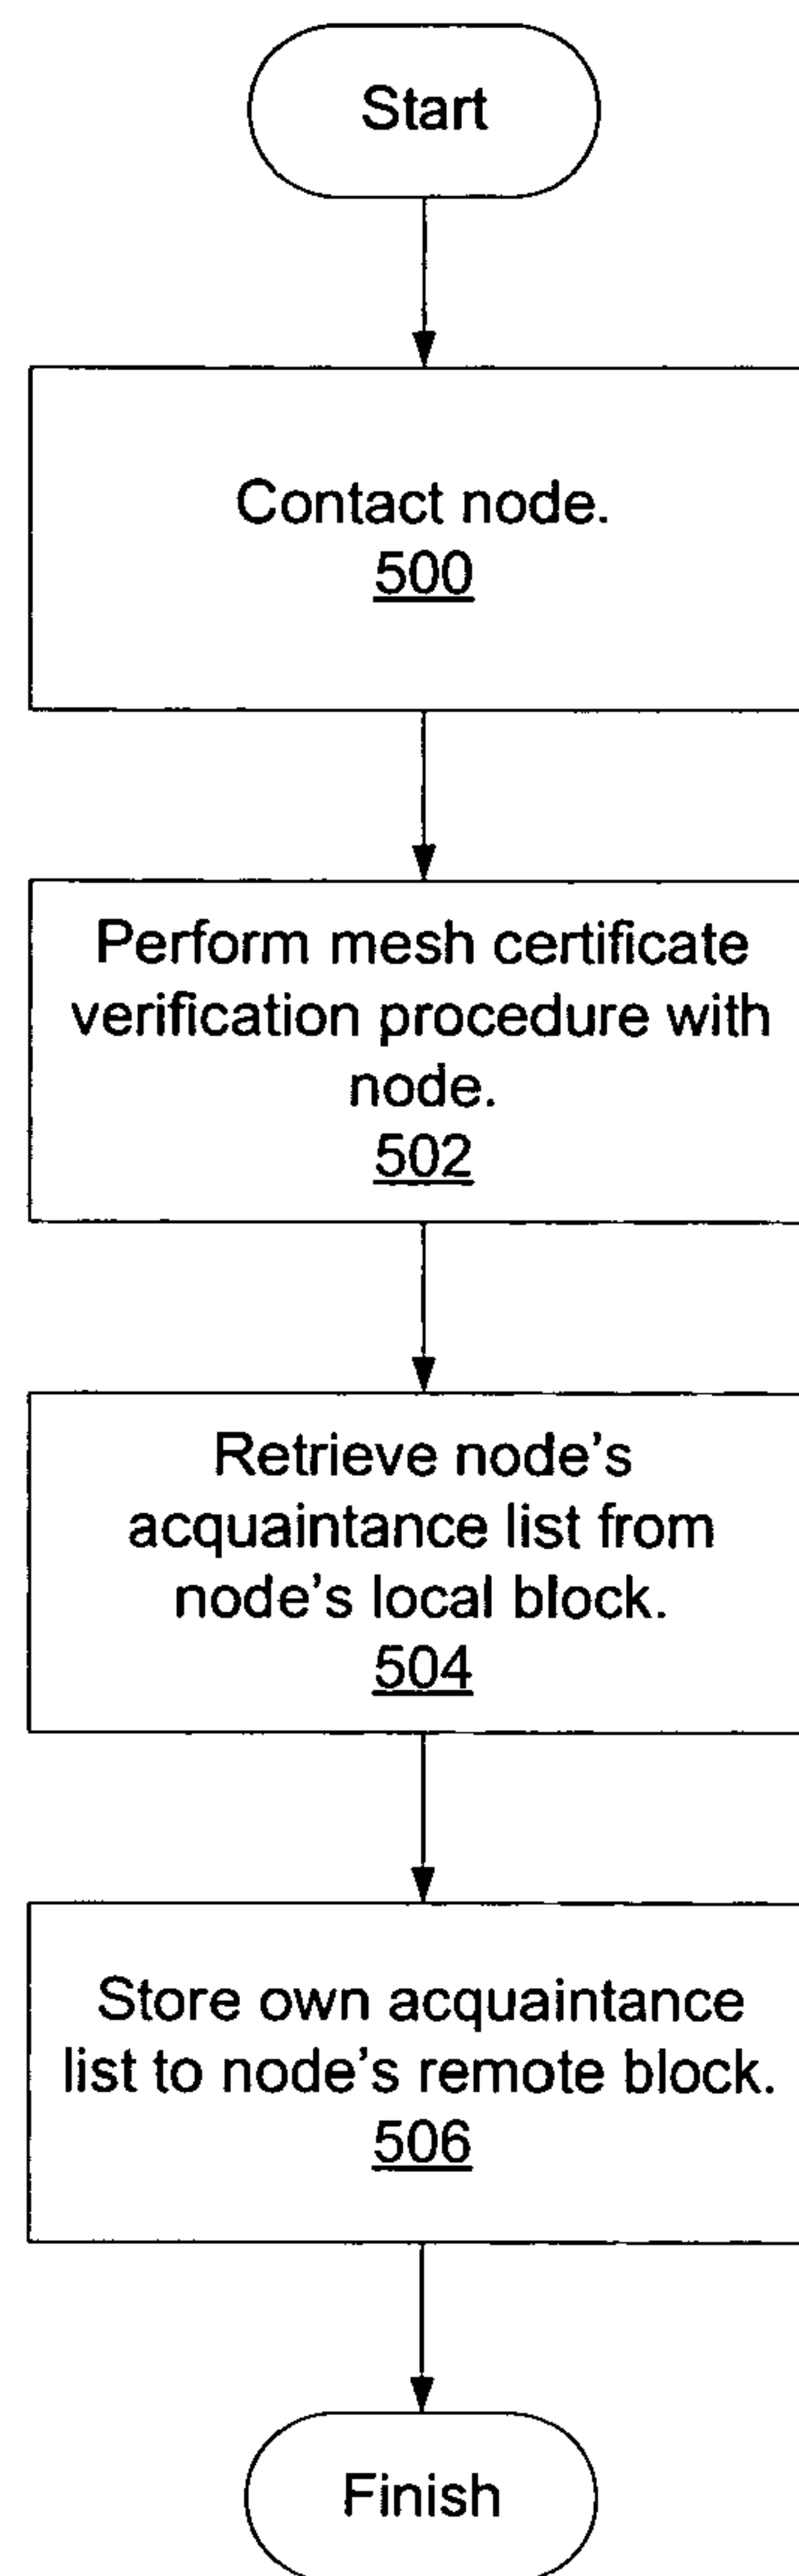 Start
Contact node.
500
Perform mesh certificate
verification procedure with
node.
502
Retrieve node's
acquaintance list from
node's local block.
504
Store own acquaintance
list to node's remote block.
506
Finish